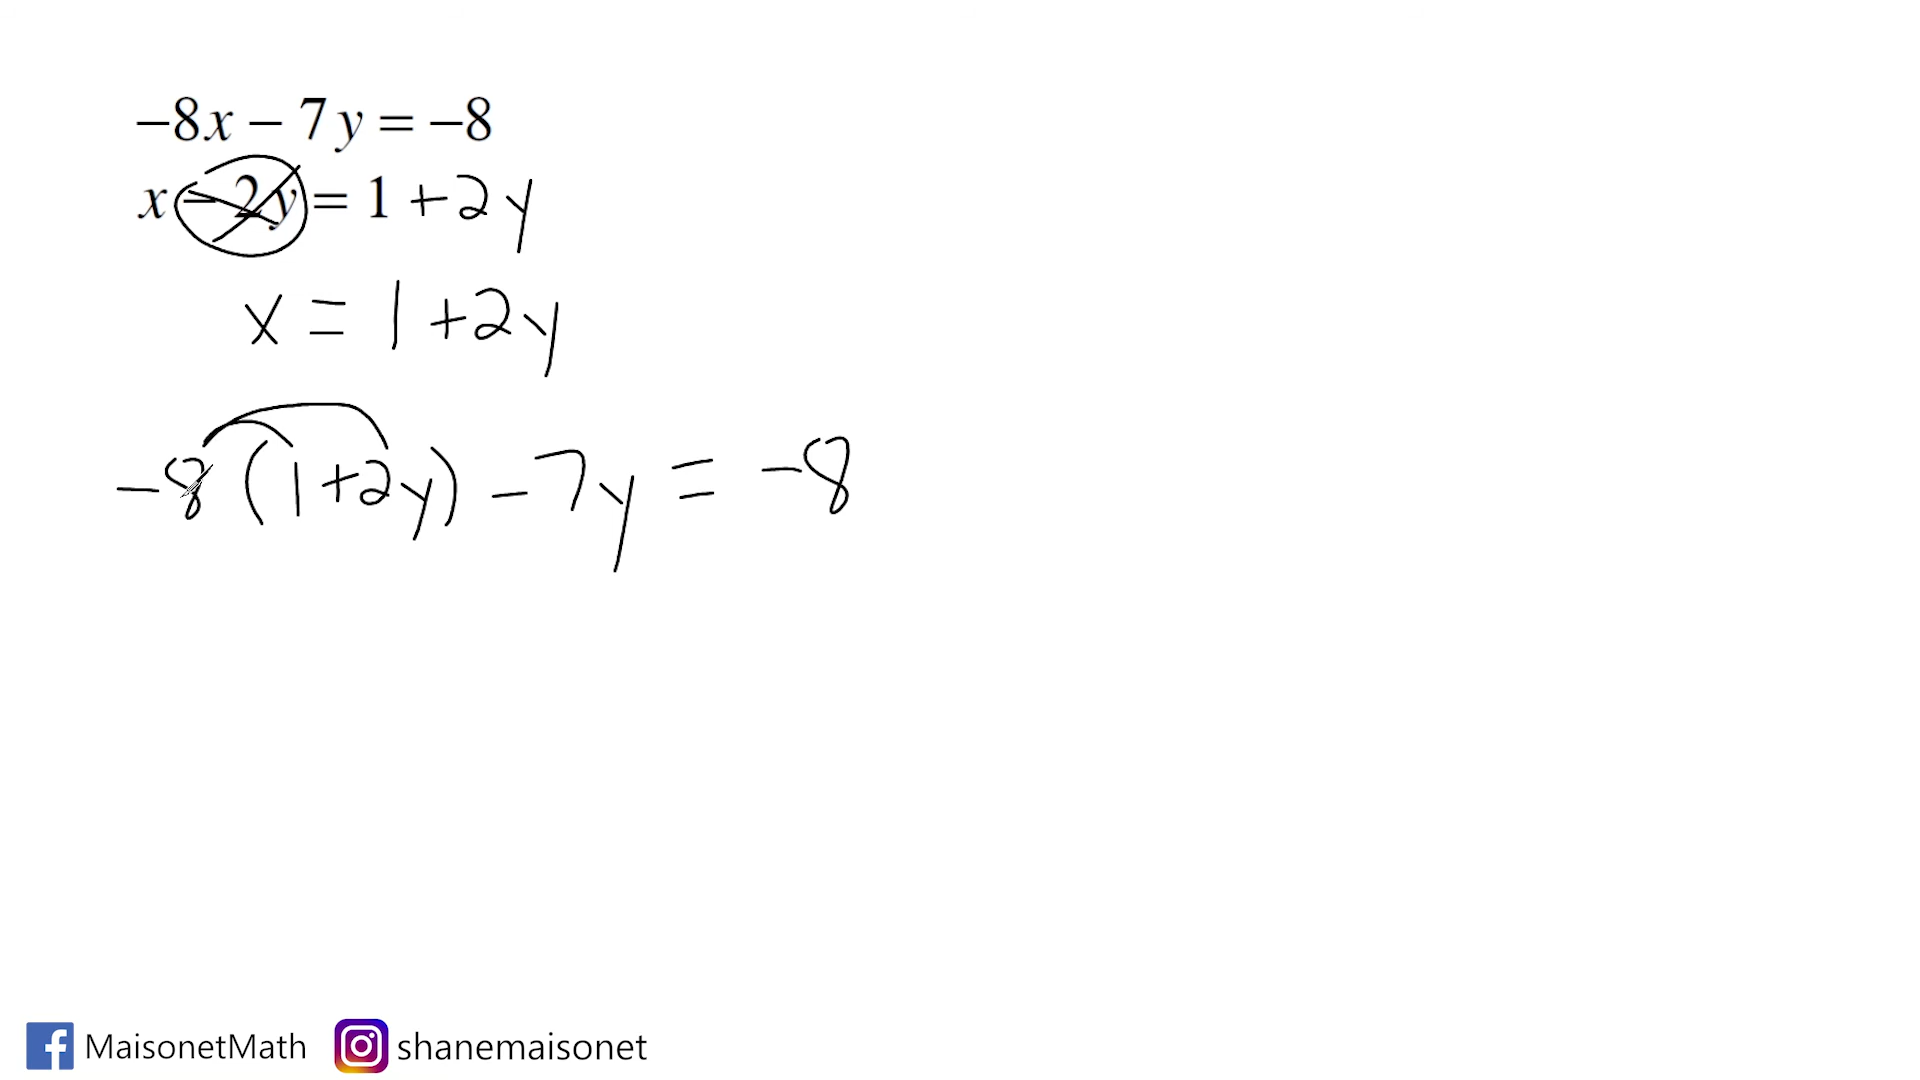 −8x − 7y = −8
x − 2y = 1 + 2y
x = 1 + 2y
−8 (1 + 2y) − 7y = −8
MaisonetMath shanemaisonet